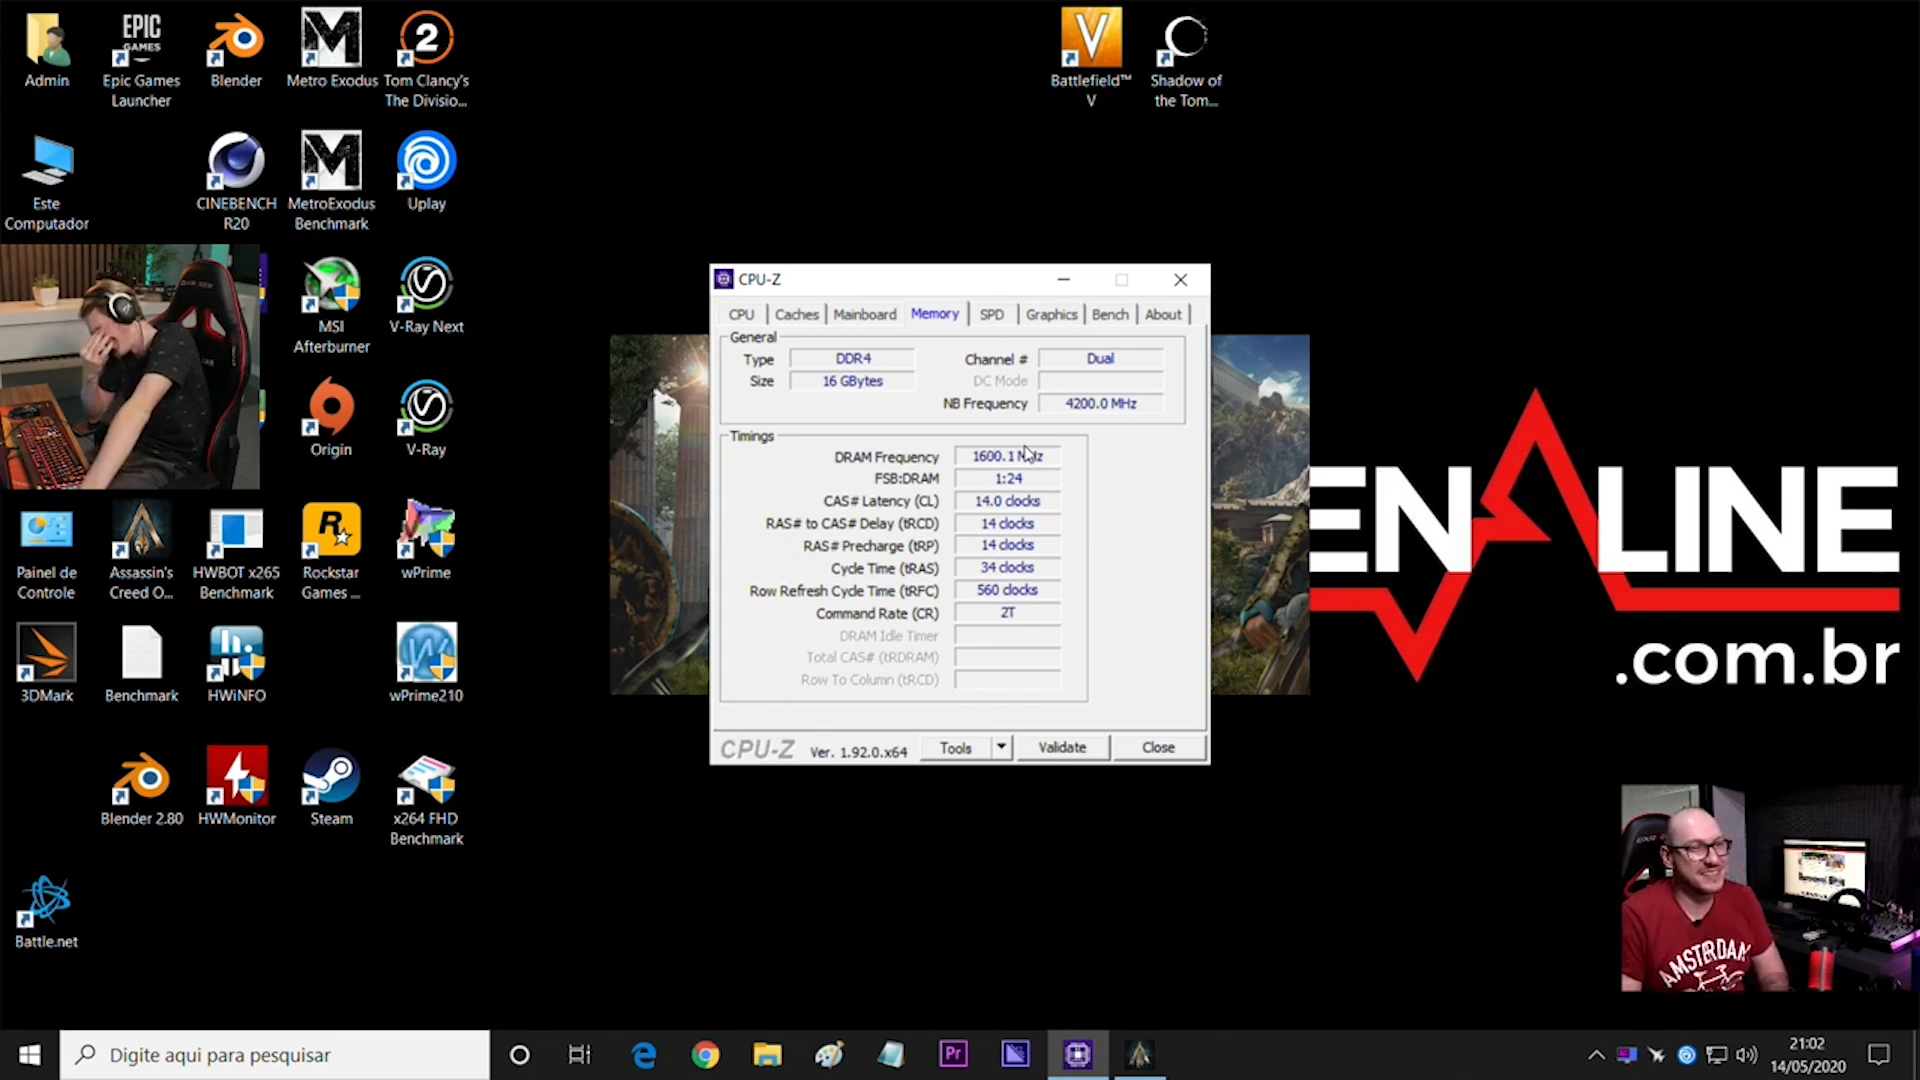 Admin
EPIC
GAMES
Epic Games
Launcher
Blender
Metro Exodus
Tom Clancy's
The Divisio...
Battlefield™
V
Shadow of
the Tom...
Este
Computador
CINEBENCH
R20
MetroExodus
Benchmark
Uplay
MSI
Afterburner
V-Ray Next
Origin
V-Ray
Painel de
Controle
Assassin's
Creed O...
HWBOT x265
Benchmark
Rockstar
Games ...
wPrime
3DMark
Benchmark
HWiNFO
wPrime210
Blender 2.80
HWMonitor
Steam
x264 FHD
Benchmark
Battle.net
CPU-Z
CPU Caches Mainboard Memory SPD Graphics Bench About
General
Type DDR4 Channel # Dual
Size 16 GBytes DC Mode
NB Frequency 4200.0 MHz
Timings
DRAM Frequency 1600.1 MHz
FSB:DRAM 1:24
CAS# Latency (CL) 14.0 clocks
RAS# to CAS# Delay (tRCD) 14 clocks
RAS# Precharge (tRP) 14 clocks
Cycle Time (tRAS) 34 clocks
Row Refresh Cycle Time (tRFC) 560 clocks
Command Rate (CR) 2T
DRAM Idle Timer
Total CAS# (tRDRAM)
Row To Column (tRCD)
CPU-Z Ver. 1.92.0.x64 Tools Validate Close
ENALINE
.com.br
AMSTERDAM
Digite aqui para pesquisar
Pr
21:02
14/05/2020